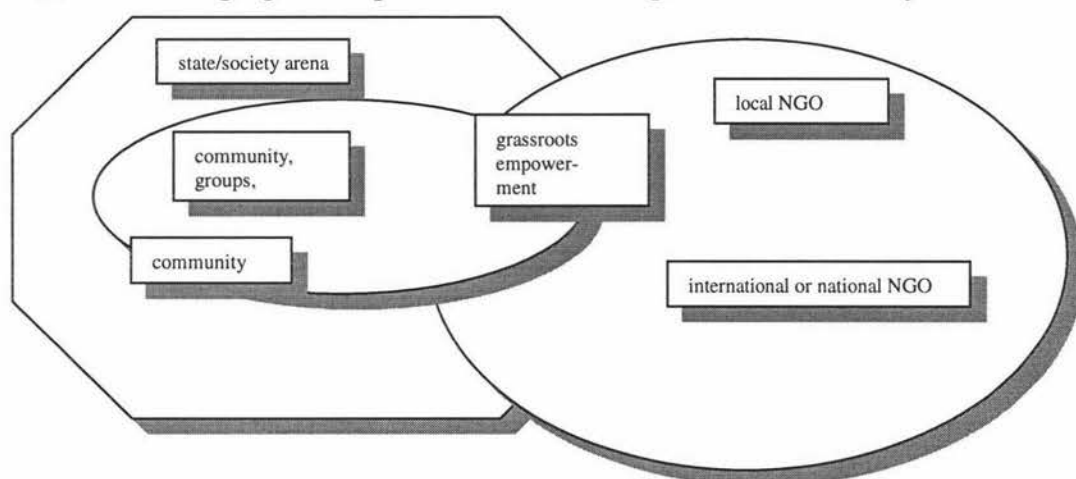 state/society arena
local NGO
community,
groups,
grassroots
empower-
ment
community
international or national NGO